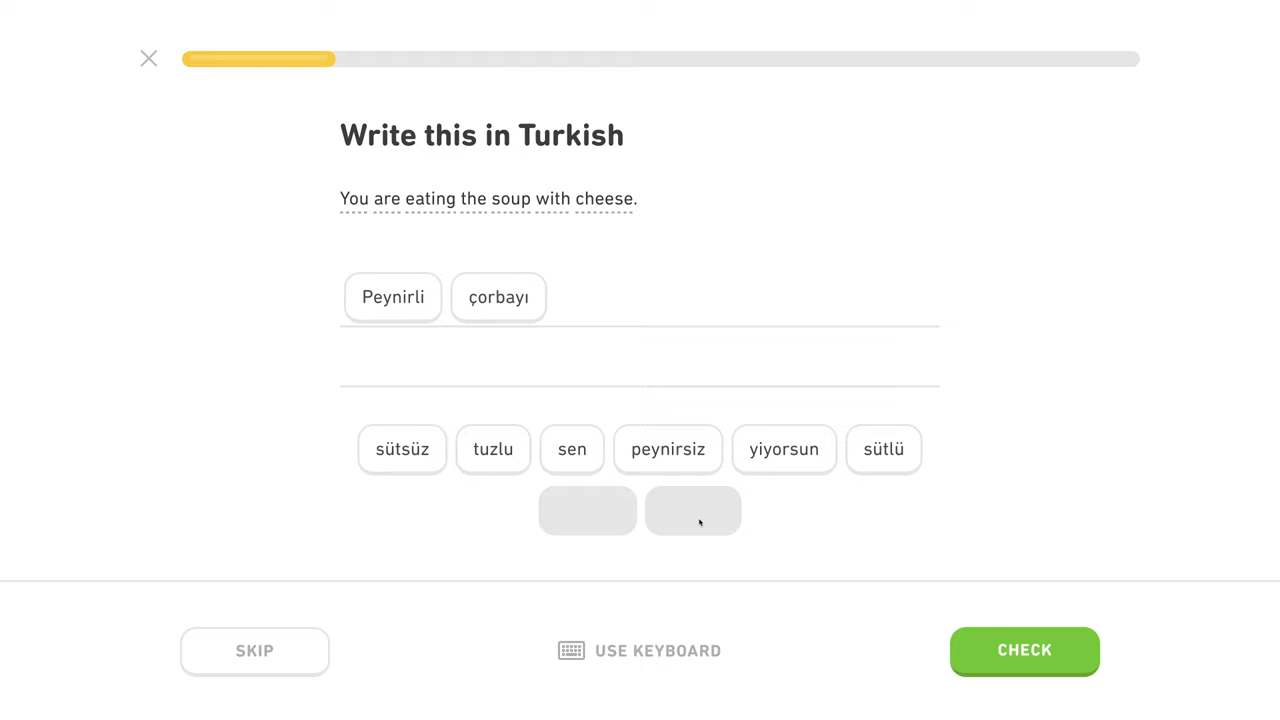 Write this in Turkish
You are eating the soup with cheese.
Peynirli çorbayı
sütsüz tuzlu sen peynirsiz yiyorsun sütlü
SKIP USE KEYBOARD CHECK